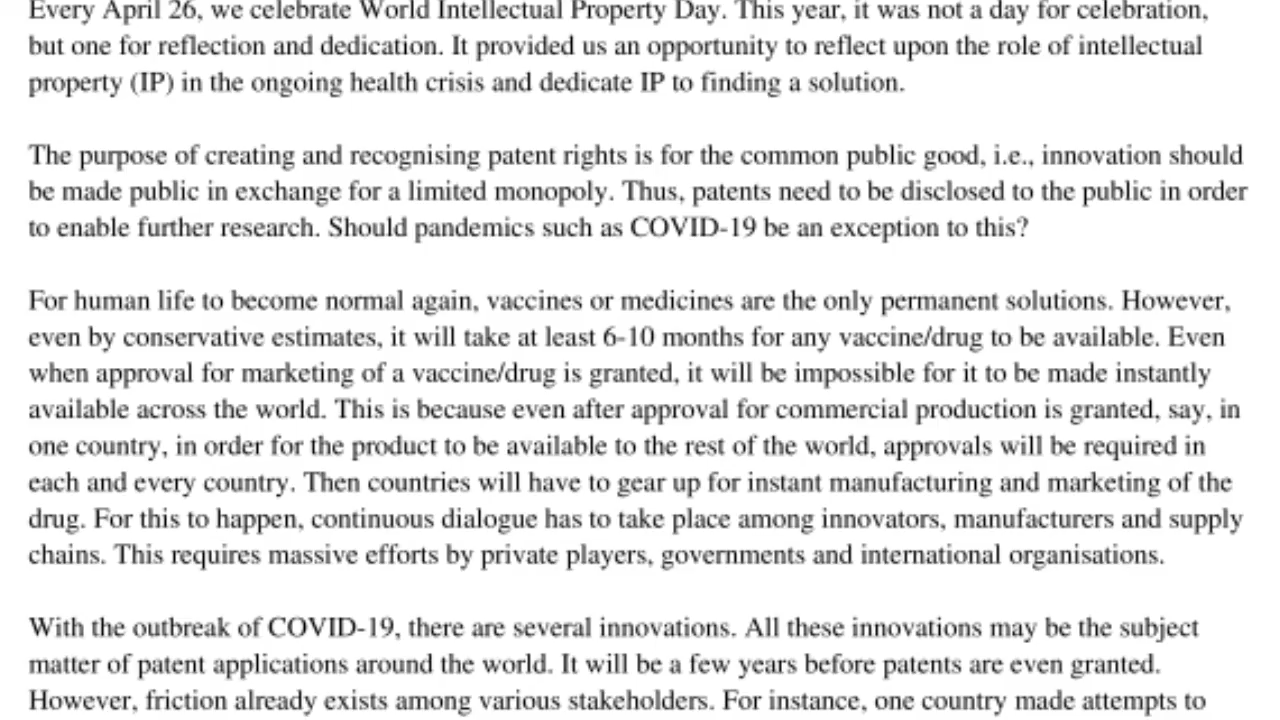 Every April 26, we celebrate World Intellectual Property Day. This year, it was not a day for celebration,
but one for reflection and dedication. It provided us an opportunity to reflect upon the role of intellectual
property (IP) in the ongoing health crisis and dedicate IP to finding a solution.
The purpose of creating and recognising patent rights is for the common public good, i.e., innovation should
be made public in exchange for a limited monopoly. Thus, patents need to be disclosed to the public in order
to enable further research. Should pandemics such as COVID-19 be an exception to this?
For human life to become normal again, vaccines or medicines are the only permanent solutions. However,
even by conservative estimates, it will take at least 6-10 months for any vaccine/drug to be available. Even
when approval for marketing of a vaccine/drug is granted, it will be impossible for it to be made instantly
available across the world. This is because even after approval for commercial production is granted, say, in
one country, in order for the product to be available to the rest of the world, approvals will be required in
each and every country. Then countries will have to gear up for instant manufacturing and marketing of the
drug. For this to happen, continuous dialogue has to take place among innovators, manufacturers and supply
chains. This requires massive efforts by private players, governments and international organisations.
With the outbreak of COVID-19, there are several innovations. All these innovations may be the subject
matter of patent applications around the world. It will be a few years before patents are even granted.
However, friction already exists among various stakeholders. For instance, one country made attempts to